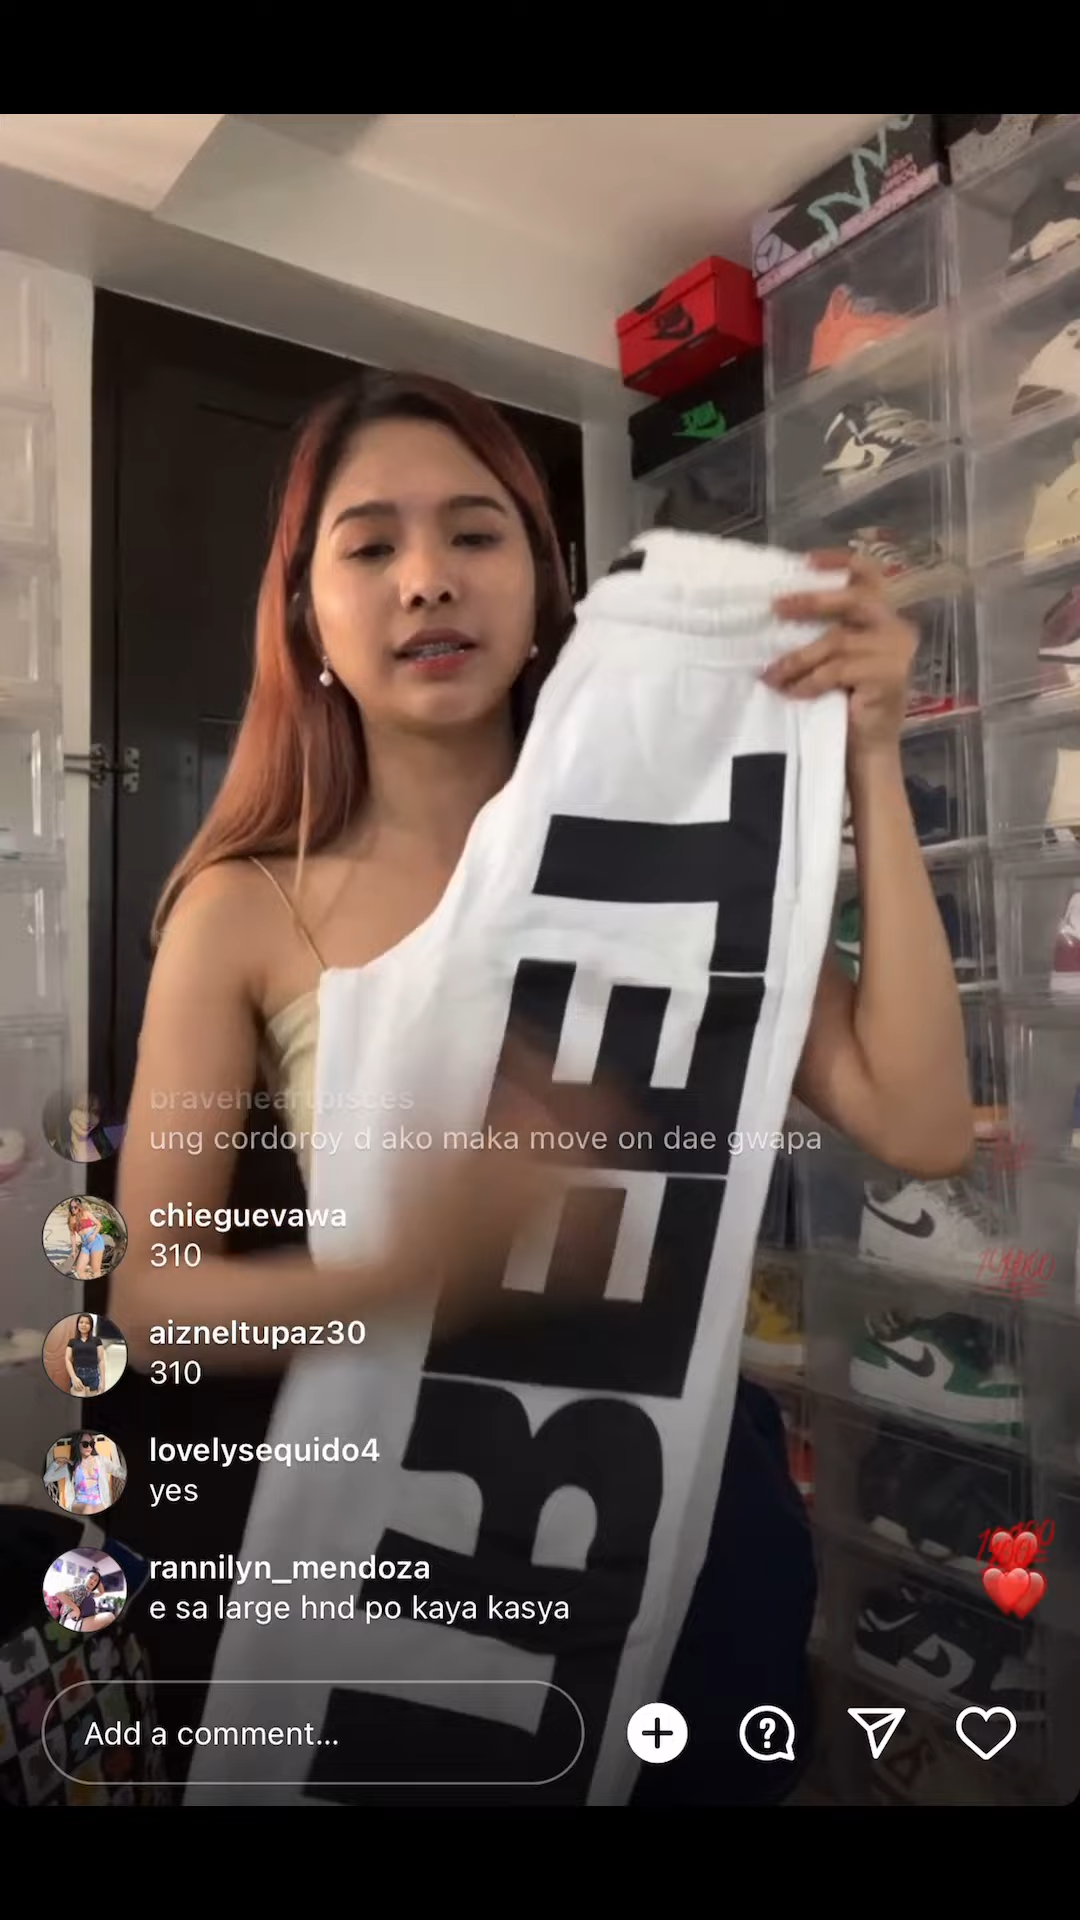 braveheartpisces
ung cordoroy d ako maka move on dae gwapa
chieguevawa
310
aizneltupaz30
310
lovelysequido4
yes
rannilyn_mendoza
e sa large hnd po kaya kasya
Add a comment...